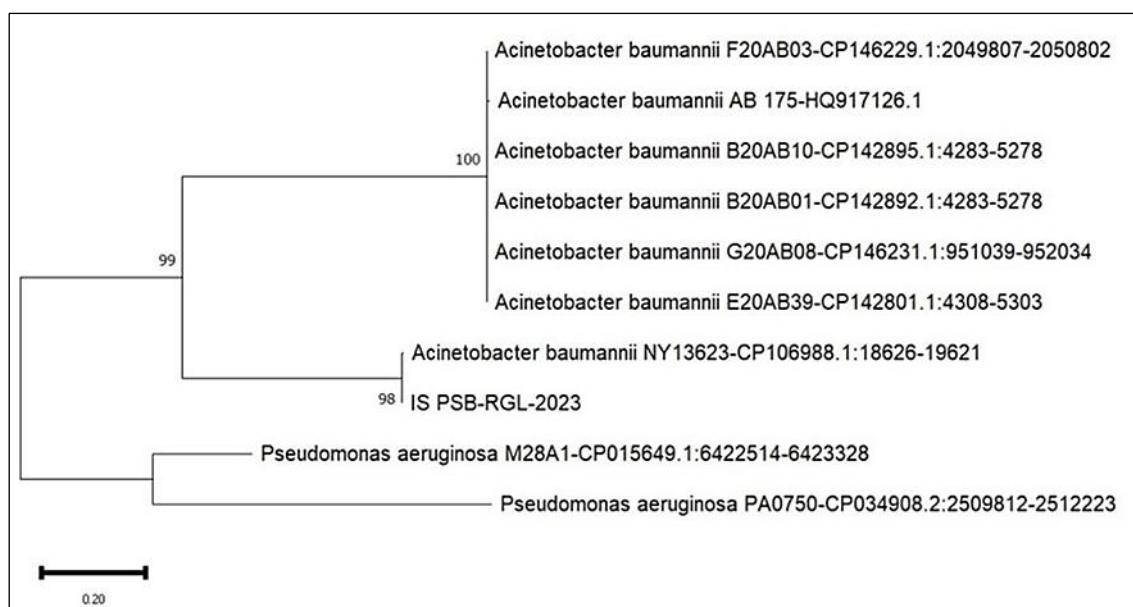 Acinetobacter baumannii F20AB03-CP146229.1:2049807-2050802
Acinetobacter baumannii AB 175-HQ917126.1
Acinetobacter baumannii B20AB10-CP142895.1:4283-5278
100
Acinetobacter baumannii B20AB01-CP142892.1:4283-5278
Acinetobacter baumannii G20AB08-CP146231.1:951039-952034
99
Acinetobacter baumannii E20AB39-CP142801.1:4308-5303
Acinetobacter baumannii NY13623-CP106988.1:18626-19621
98
IS PSB-RGL-2023
Pseudomonas aeruginosa M28A1-CP015649.1:6422514-6423328
Pseudomonas aeruginosa PA0750-CP034908.2:2509812-2512223
0.20